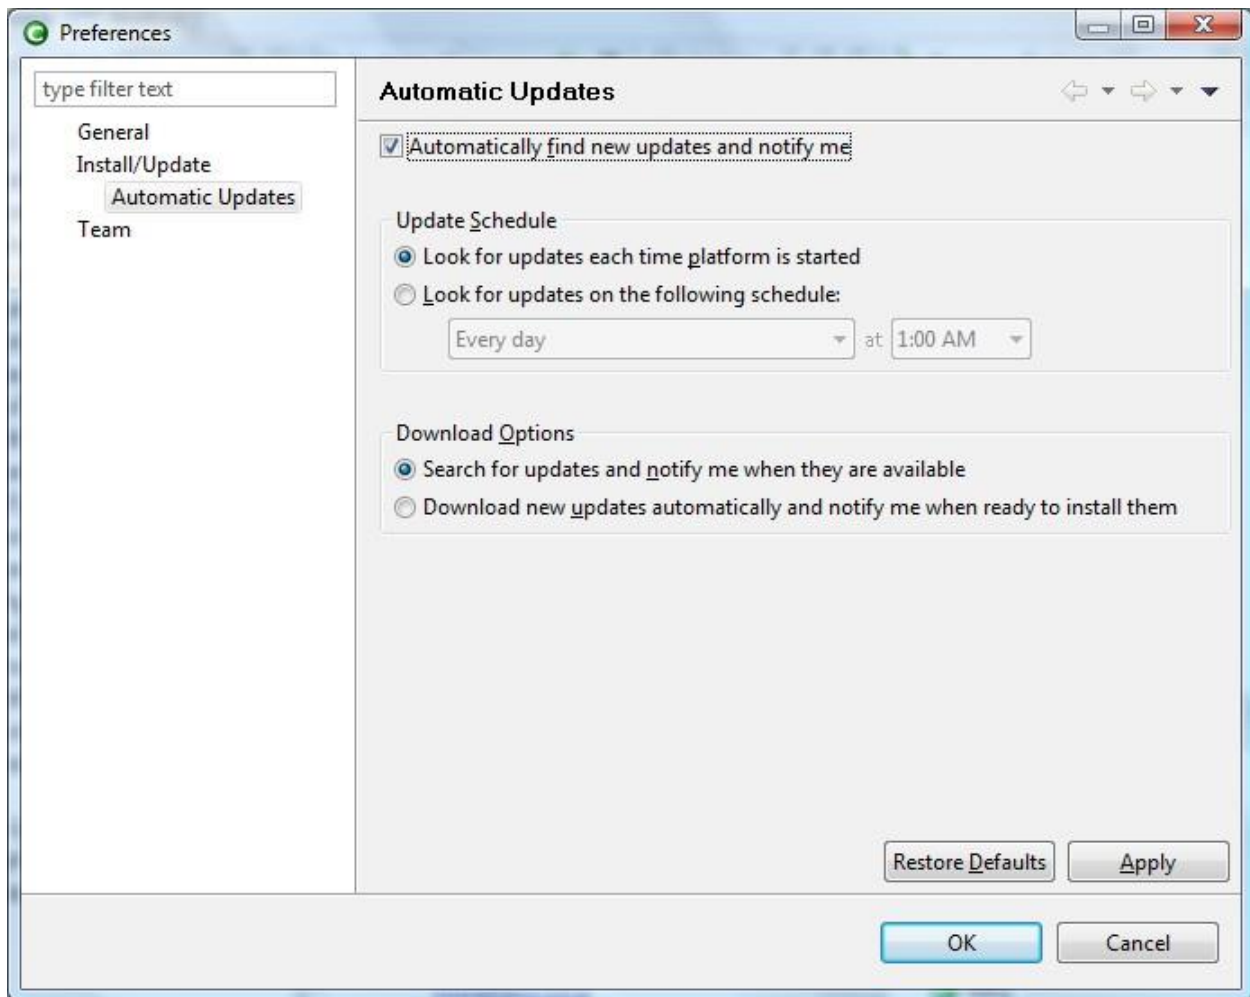 Preferences
type filter text
General
Install/Update
Automatic Updates
Team
Automatic Updates
Automatically find new updates and notify me
Update Schedule
Look for updates each time platform is started
Look for updates on the following schedule:
Every day at 1:00 AM
Download Options
Search for updates and notify me when they are available
Download new updates automatically and notify me when ready to install them
Restore Defaults Apply
OK Cancel